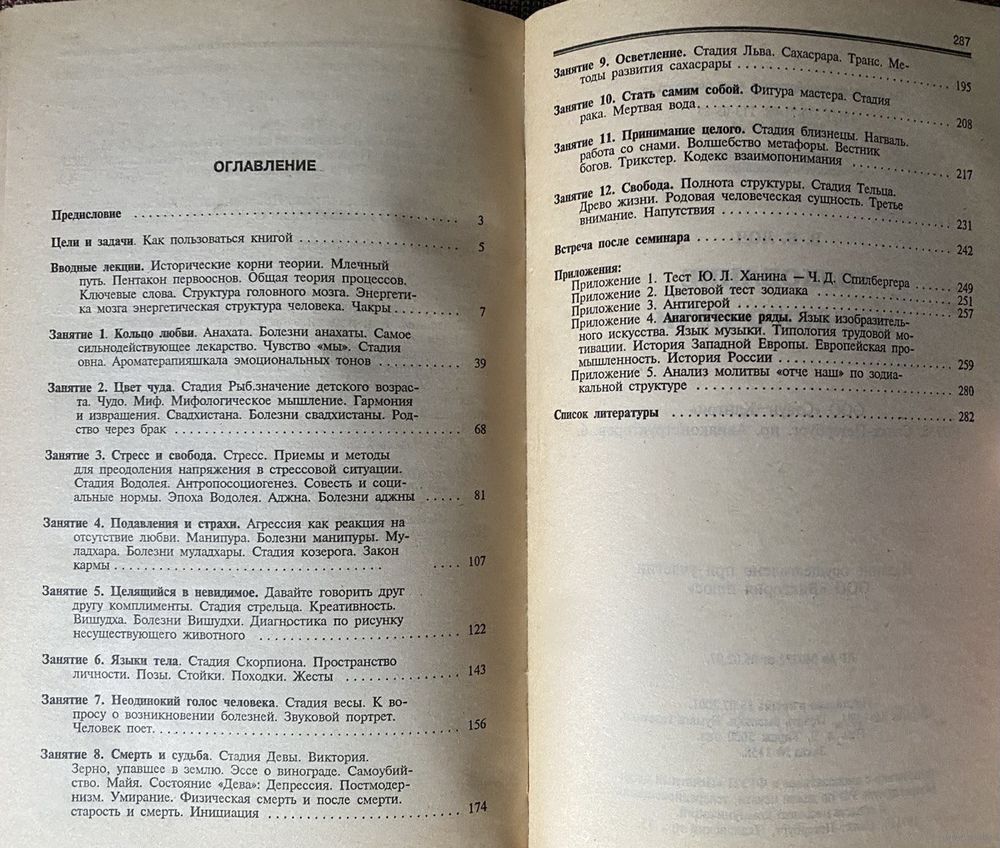 ОГЛАВЛЕНИЕ
Предисловие 3
Цели и задачи. Как пользоваться книгой 5
Вводные лекции. Исторические корни теории. Млечный
путь. Пентакон первооснов. Общая теория процессов.
Ключевые слова. Структура головного мозга. Энергети-
ка мозга энергетическая структура человека. Чакры 7
Занятие 1. Кольцо любви. Анахата. Болезни анахаты. Самое
сильнодействующее лекарство. Чувство «мы». Стадия
овна. Ароматерапияшкала эмоциональных тонов 39
Занятие 2. Цвет чуда. Стадия Рыб.значение детского возрас-
та. Чудо. Миф. Мифологическое мышление. Гармония
и извращения. Свадхистана. Болезни свадхистаны. Род-
ство через брак 68
Занятие 3. Стресс и свобода. Стресс. Приемы и методы
для преодоления напряжения в стрессовой ситуации.
Стадия Водолея. Антропосоциогенез. Совесть и соци-
альные нормы. Эпоха Водолея. Аджна. Болезни аджны 81
Занятие 4. Подавления и страхи. Агрессия как реакция на
отсутствие любви. Манипура. Болезни манипуры. Му-
ладхара. Болезни муладхары. Стадия козерога. Закон
кармы 107
Занятие 5. Целящийся в невидимое. Давайте говорить друг
другу комплименты. Стадия стрельца. Креативность.
Вишудха. Болезни Вишудхи. Диагностика по рисунку
несуществующего животного 122
Занятие 6. Языки тела. Стадия Скорпиона. Пространство
личности. Позы. Стойки. Походки. Жесты 143
Занятие 7. Неодинокий голос человека. Стадия весы. К во-
просу о возникновении болезней. Звуковой портрет.
Человек поет. 156
Занятие 8. Смерть и судьба. Стадия Девы. Виктория.
Зерно, упавшее в землю. Эссе о винограде. Самоубий-
ство. Майя. Состояние «Дева»: Депрессия. Постмодер-
низм. Умирание. Физическая смерть и после смерти.
старость и смерть. Инициация 174
287
Занятие 9. Осветление. Стадия Льва. Сахасрара. Транс. Ме-
тоды развития сахасрары 195
Занятие 10. Стать самим собой. Фигура мастера. Стадия
рака. Мертвая вода. 208
Занятие 11. Принимание целого. Стадия близнецы. Нагваль.
работа со снами. Волшебство метафоры. Вестник
богов. Трикстер. Кодекс взаимопонимания 217
Занятие 12. Свобода. Полнота структуры. Стадия Тельца.
Древо жизни. Родовая человеческая сущность. Третье
внимание. Напутствия 231
Встреча после семинара 242
Приложения:
Приложение 1. Тест Ю. Л. Ханина — Ч. Д. Спилбергера 249
Приложение 2. Цветовой тест зодиака 251
Приложение 3. Антигерой 257
Приложение 4. Анагогические ряды. Язык изобразитель-
ного искусства. Язык музыки. Типология трудовой мо-
тивации. История Западной Европы. Европейская про-
мышленность. История России 259
Приложение 5. Анализ молитвы «отче наш» по зоди-
акальной структуре 280
Список литературы 282